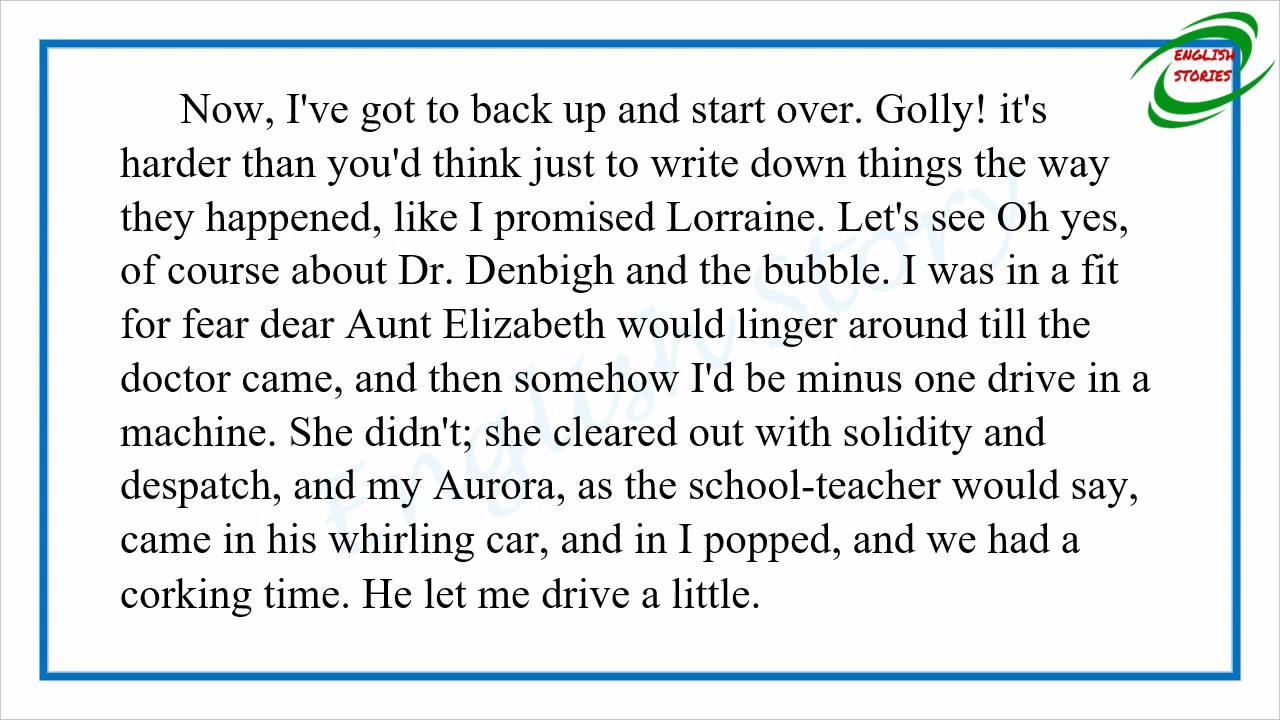 ENGLISH
STORIES
Now, I've got to back up and start over. Golly! it's
harder than you'd think just to write down things the way
they happened, like I promised Lorraine. Let's see Oh yes,
of course about Dr. Denbigh and the bubble. I was in a fit
for fear dear Aunt Elizabeth would linger around till the
doctor came, and then somehow I'd be minus one drive in a
machine. She didn't; she cleared out with solidity and
despatch, and my Aurora, as the school-teacher would say,
came in his whirling car, and in I popped, and we had a
corking time. He let me drive a little.
English Story